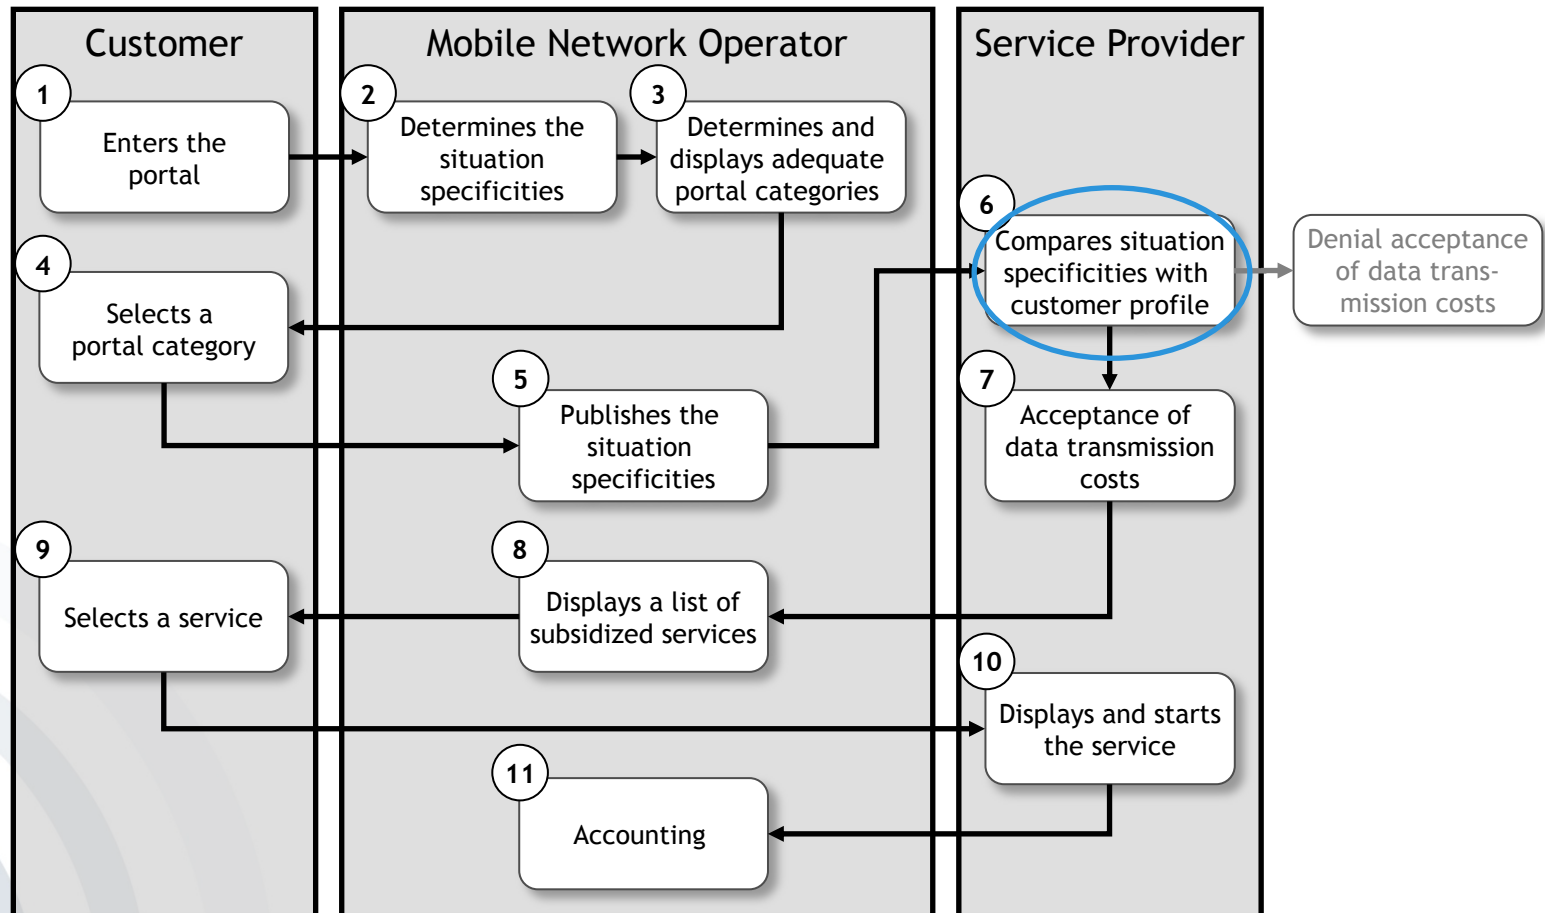 Customer
Mobile Network Operator
Service Provider
1
Enters the
portal
2
Determines the
situation
specificities
3
Determines and
displays adequate
portal categories
4
Selects a
portal category
5
Publishes the
situation
specificities
6
Compares situation
specificities with
customer profile
Denial acceptance
of data trans-
mission costs
7
Acceptance of
data transmission
costs
8
Displays a list of
subsidized services
9
Selects a service
10
Displays and starts
the service
11
Accounting